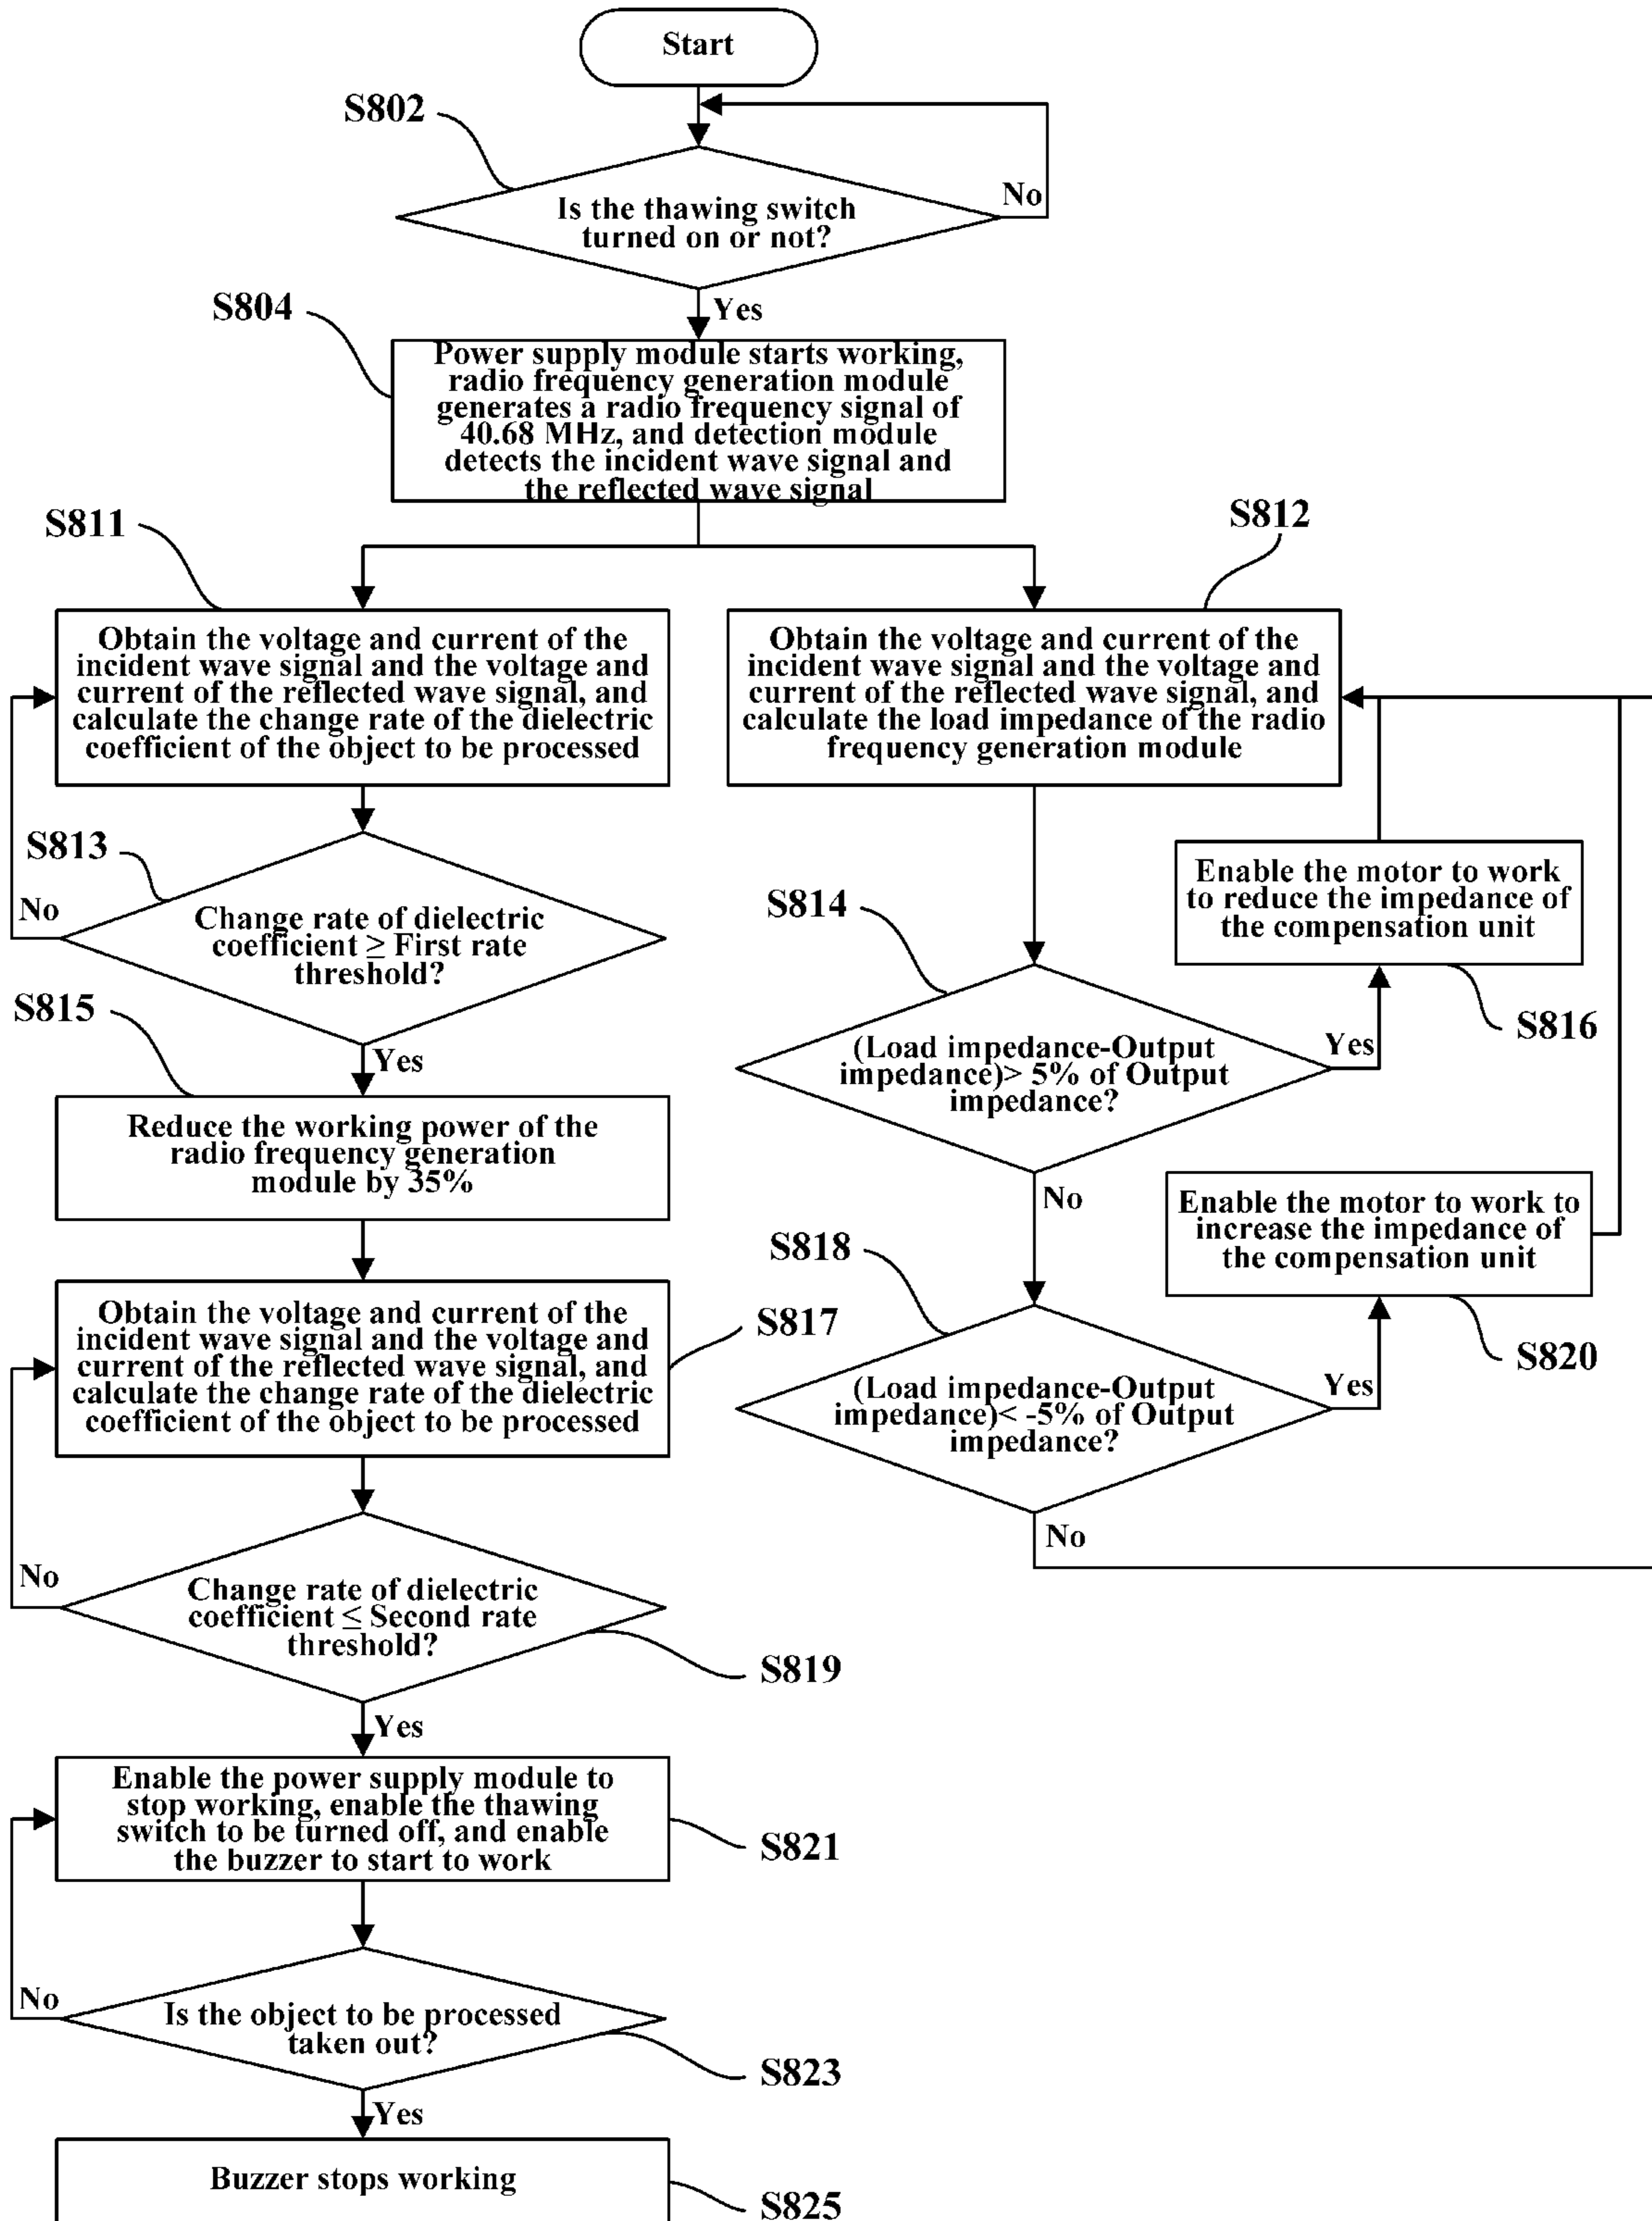 Start
S802
Is the thawing switch
turned on or not?
No
Yes
S804
Power supply module starts working,
radio frequency generation module
generates a radio frequency signal of
40.68 MHz, and detection module
detects the incident wave signal and
the reflected wave signal
S811
Obtain the voltage and current of the
incident wave signal and the voltage and
current of the reflected wave signal, and
calculate the change rate of the dielectric
coefficient of the object to be processed
S813
No
Change rate of dielectric
coefficient ≥ First rate
threshold?
Yes
S815
Reduce the working power of the
radio frequency generation
module by 35%
Obtain the voltage and current of the
incident wave signal and the voltage and
current of the reflected wave signal, and
calculate the change rate of the dielectric
coefficient of the object to be processed
S817
No
Change rate of dielectric
coefficient ≤ Second rate
threshold?
S819
Yes
Enable the power supply module to
stop working, enable the thawing
switch to be turned off, and enable
the buzzer to start to work
S821
No
Is the object to be processed
taken out?
S823
Yes
Buzzer stops working
S825
S812
Obtain the voltage and current of the
incident wave signal and the voltage and
current of the reflected wave signal, and
calculate the load impedance of the radio
frequency generation module
S814
(Load impedance-Output
impedance)> 5% of Output
impedance?
Yes
Enable the motor to work
to reduce the impedance of
the compensation unit
S816
No
S818
(Load impedance-Output
impedance)< -5% of Output
impedance?
Yes
Enable the motor to work to
increase the impedance of
the compensation unit
S820
No